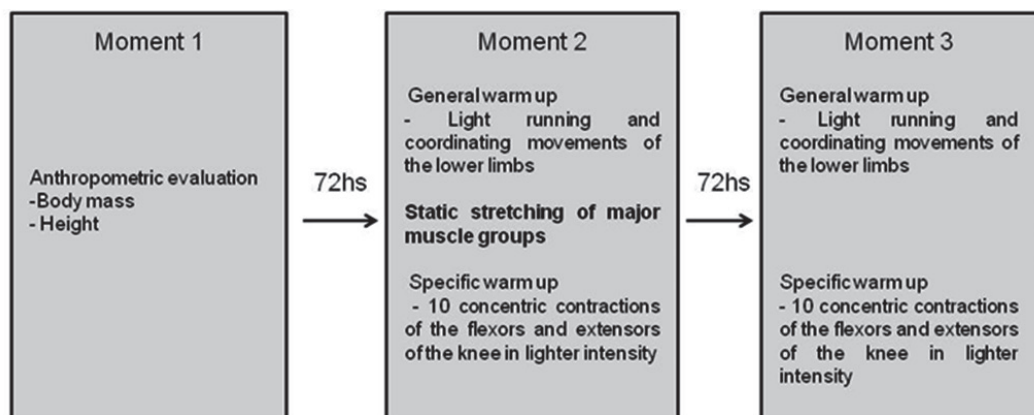 Moment 1
Anthropometric evaluation
-Body mass
- Height
72hs
Moment 2
General warm up
- Light running and
coordinating movements of
the lower limbs
Static stretching of major
muscle groups
Specific warm up
- 10 concentric contractions
of the flexors and extensors
of the knee in lighter intensity
72hs
Moment 3
General warm up
- Light running and
coordinating movements of
the lower limbs
Specific warm up
- 10 concentric contractions
of the flexors and extensors
of the knee in lighter
intensity